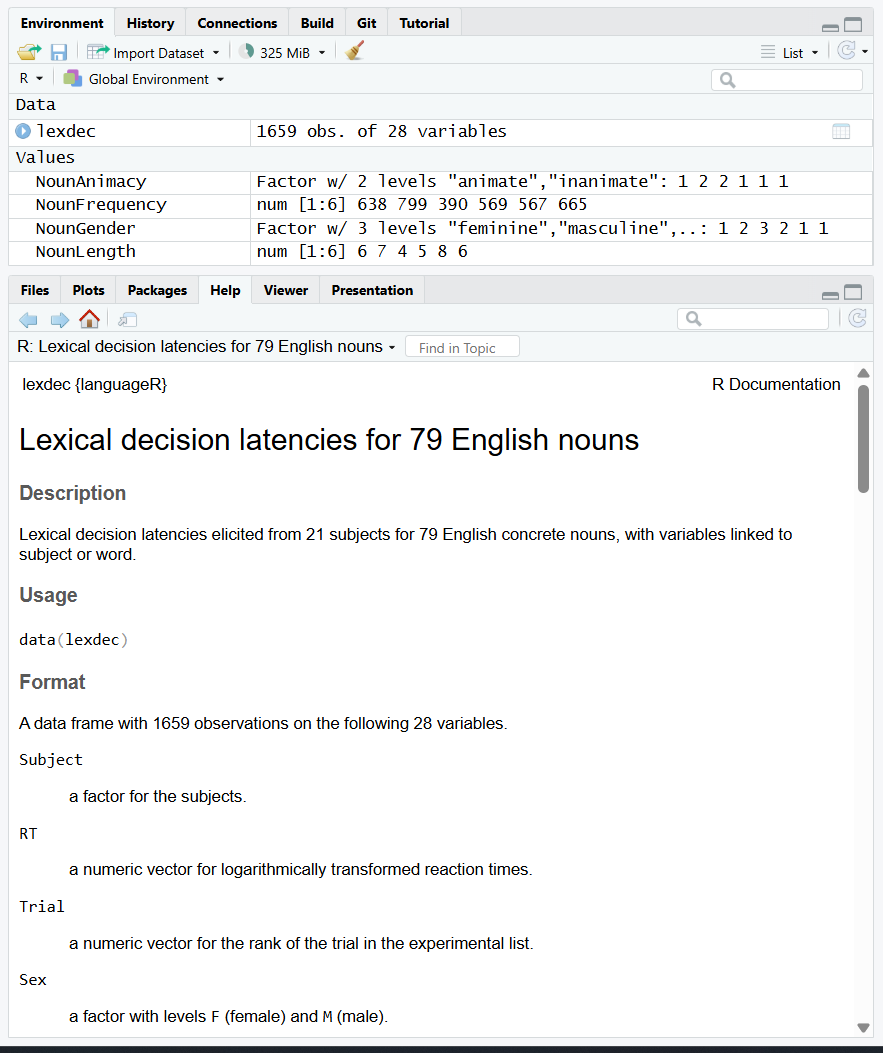 Environment History Connections Build Git Tutorial
Import Dataset 325 MiB List
R Global Environment
Data
lexdec 1659 obs. of 28 variables
Values
NounAnimacy Factor w/ 2 levels "animate","inanimate": 1 2 2 1 1 1
NounFrequency num [1:6] 638 799 390 569 567 665
NounGender Factor w/ 3 levels "feminine","masculine",..: 1 2 3 2 1 1
NounLength num [1:6] 6 7 4 5 8 6
Files Plots Packages Help Viewer Presentation
R: Lexical decision latencies for 79 English nouns Find in Topic
lexdec {languageR} R Documentation
Lexical decision latencies for 79 English nouns
Description
Lexical decision latencies elicited from 21 subjects for 79 English concrete nouns, with variables linked to
subject or word.
Usage
data(lexdec)
Format
A data frame with 1659 observations on the following 28 variables.
Subject
a factor for the subjects.
RT
a numeric vector for logarithmically transformed reaction times.
Trial
a numeric vector for the rank of the trial in the experimental list.
Sex
a factor with levels F (female) and M (male).